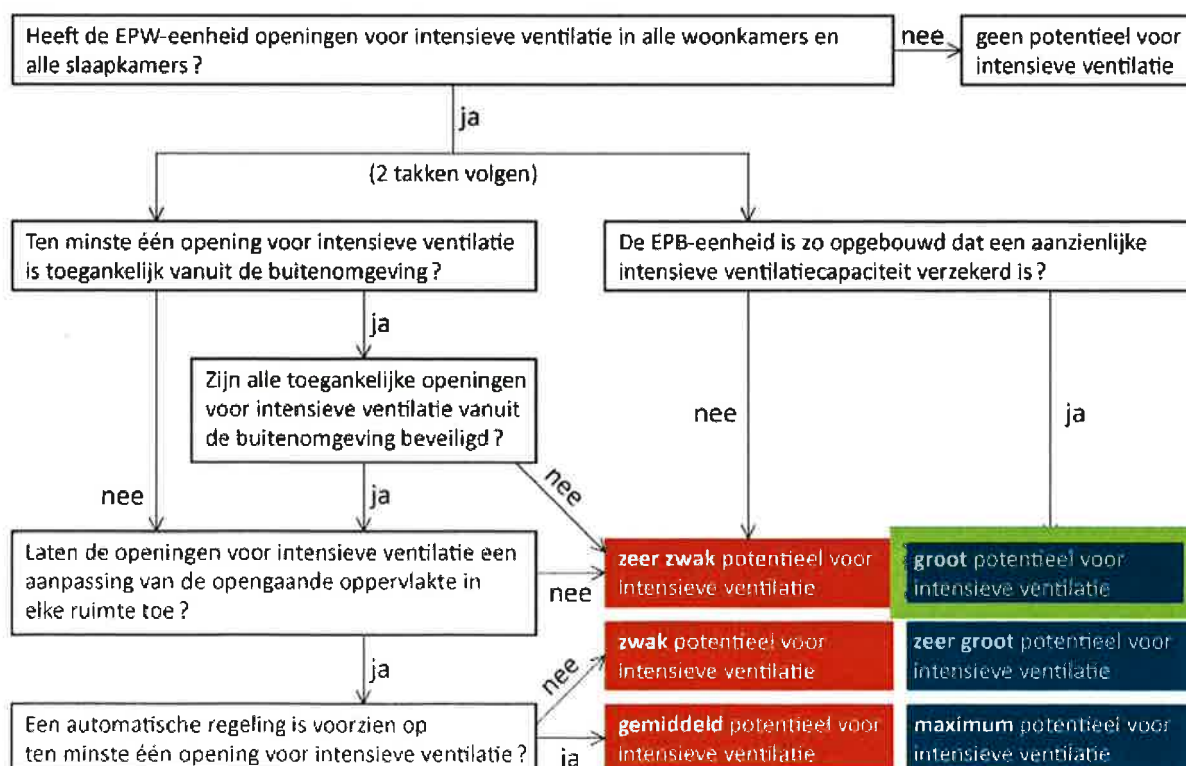 Heeft de EPW-eenheid openingen voor intensieve ventilatie in alle woonkamers en
alle slaapkamers ?
nee
geen potentieel voor
intensieve ventilatie
ja
(2 takken volgen)
Ten minste één opening voor intensieve ventilatie
is toegankelijk vanuit de buitenomgeving ?
De EPB-eenheid is zo opgebouwd dat een aanzienlijke
intensieve ventilatiecapaciteit verzekerd is ?
ja
Zijn alle toegankelijke openingen
voor intensieve ventilatie vanuit
de buitenomgeving beveiligd ?
nee
ja
nee
ja
nee
Laten de openingen voor intensieve ventilatie een
aanpassing van de opengaande oppervlakte in
elke ruimte toe ?
nee
zeer zwak potentieel voor
intensieve ventilatie
groot potentieel voor
intensieve ventilatie
ja
nee
zwak potentieel voor
intensieve ventilatie
zeer groot potentieel voor
intensieve ventilatie
Een automatische regeling is voorzien op
ten minste één opening voor intensieve ventilatie ?
ja
gemiddeld potentieel voor
intensieve ventilatie
maximum potentieel voor
intensieve ventilatie